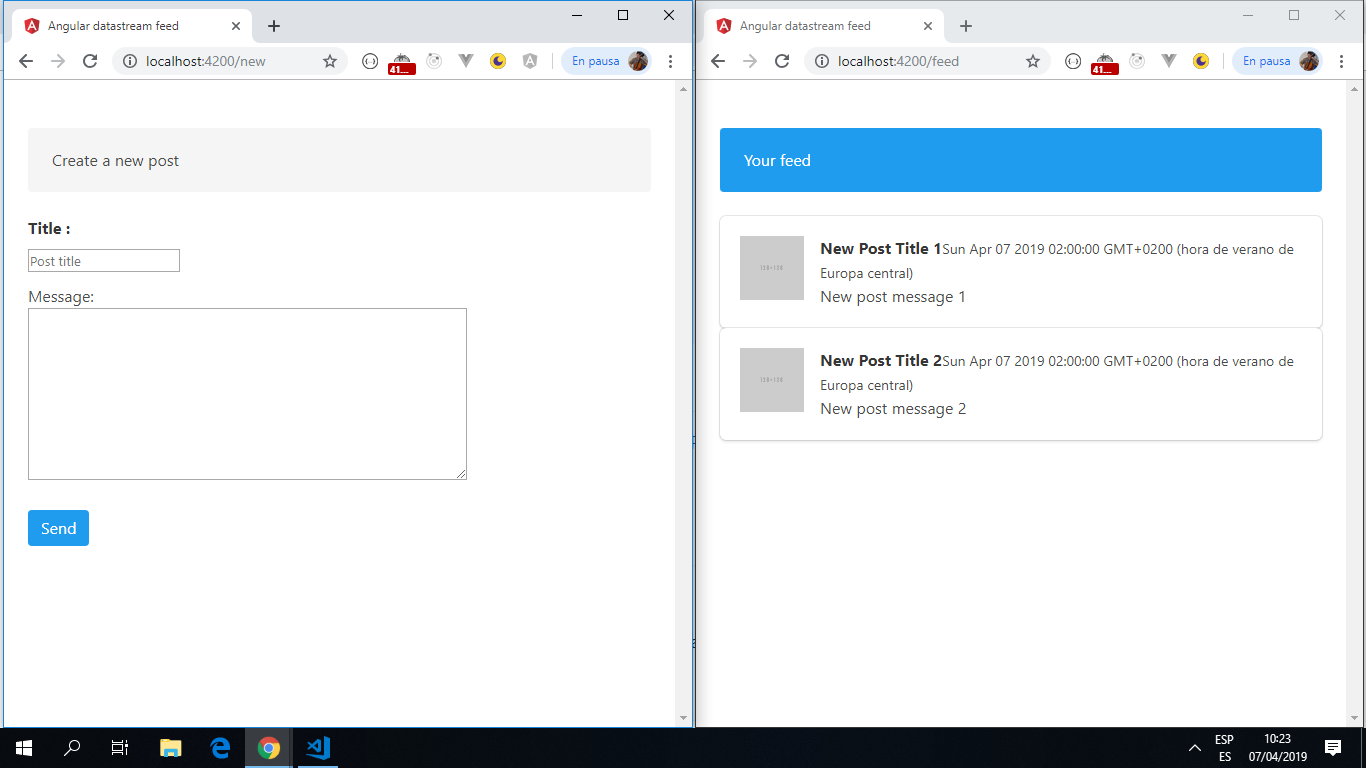 Angular datastream feed
localhost:4200/new
41...
En pausa
Create a new post
Title :
Post title
Message:
Send
Angular datastream feed
localhost:4200/feed
41...
En pausa
Your feed
New Post Title 1Sun Apr 07 2019 02:00:00 GMT+0200 (hora de verano de
Europa central)
New post message 1
New Post Title 2Sun Apr 07 2019 02:00:00 GMT+0200 (hora de verano de
Europa central)
New post message 2
ESP
ES
10:23
07/04/2019